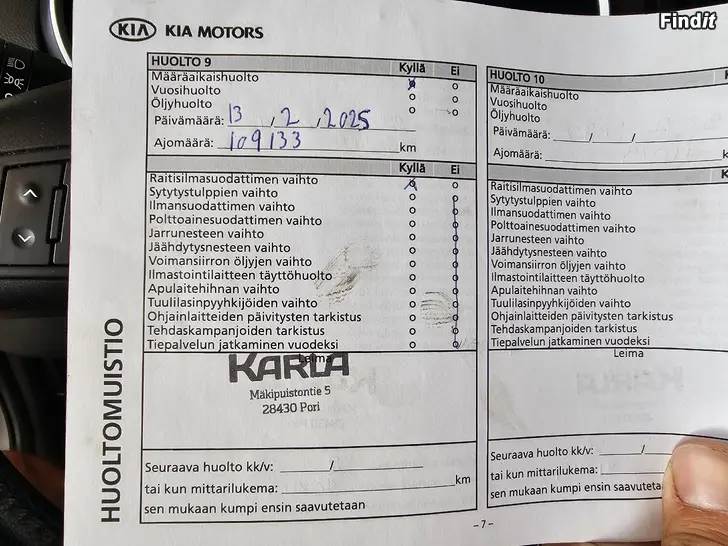 Findit
KIA KIA MOTORS
HUOLTO 9
Kyllä Ei
Määräaikaishuolto
Vuosihuolto
Öljyhuolto
Päivämäärä: 13 / 2 / 2025
Ajomäärä: 109133 km
Kyllä Ei
Raitisilmasuodattimen vaihto
Sytytystulppien vaihto
Ilmansuodattimen vaihto
Polttoainesuodattimen vaihto
Jarrunesteen vaihto
Jäähdytysnesteen vaihto
Voimansiirron öljyjen vaihto
Ilmastointilaitteen täyttöhuolto
Apulaitehihnan vaihto
Tuulilasinpyyhkijöiden vaihto
Ohjainlaitteiden päivitysten tarkistus
Tehdaskampanjoiden tarkistus
Tiepalvelun jatkaminen vuodeksi
Leima
KARLA
Mäkipuistontie 5
28430 Pori
Seuraava huolto kk/v: /
tai kun mittarilukema: km
sen mukaan kumpi ensin saavutetaan
HUOLTO 10
Määräaikaishuolto
Vuosihuolto
Öljyhuolto
Päivämäärä: / /
Ajomäärä:
Raitisilmasuodattimen vaihto
Sytytystulppien vaihto
Ilmansuodattimen vaihto
Polttoainesuodattimen vaihto
Jarrunesteen vaihto
Jäähdytysnesteen vaihto
Voimansiirron öljyjen vaihto
Ilmastointilaitteen täyttöhuolto
Apulaitehihnan vaihto
Tuulilasinpyyhkijöiden vaihto
Ohjainlaitteiden päivitysten tarkistus
Tehdaskampanjoiden tarkistus
Tiepalvelun jatkaminen vuodeksi
Leima
Seuraava huolto kk/v: /
tai kun mittarilukema:
sen mukaan kumpi ensin saavuteta
HUOLTOMUISTIO
-7-